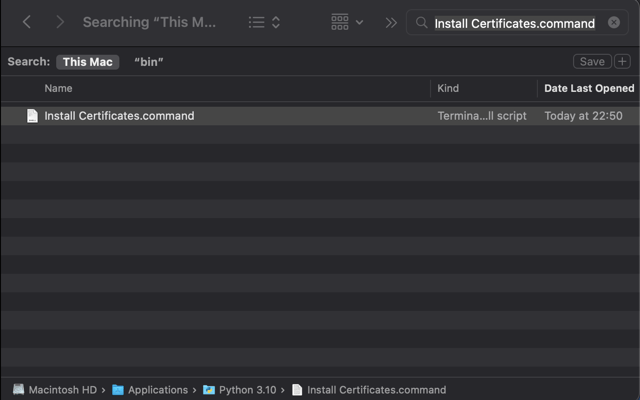 Searching “This M...
Install Certificates.command
Search: This Mac “bin” Save +
Name Kind Date Last Opened
Install Certificates.command Termina...ll script Today at 22:50
Macintosh HD › Applications › Python 3.10 › Install Certificates.command